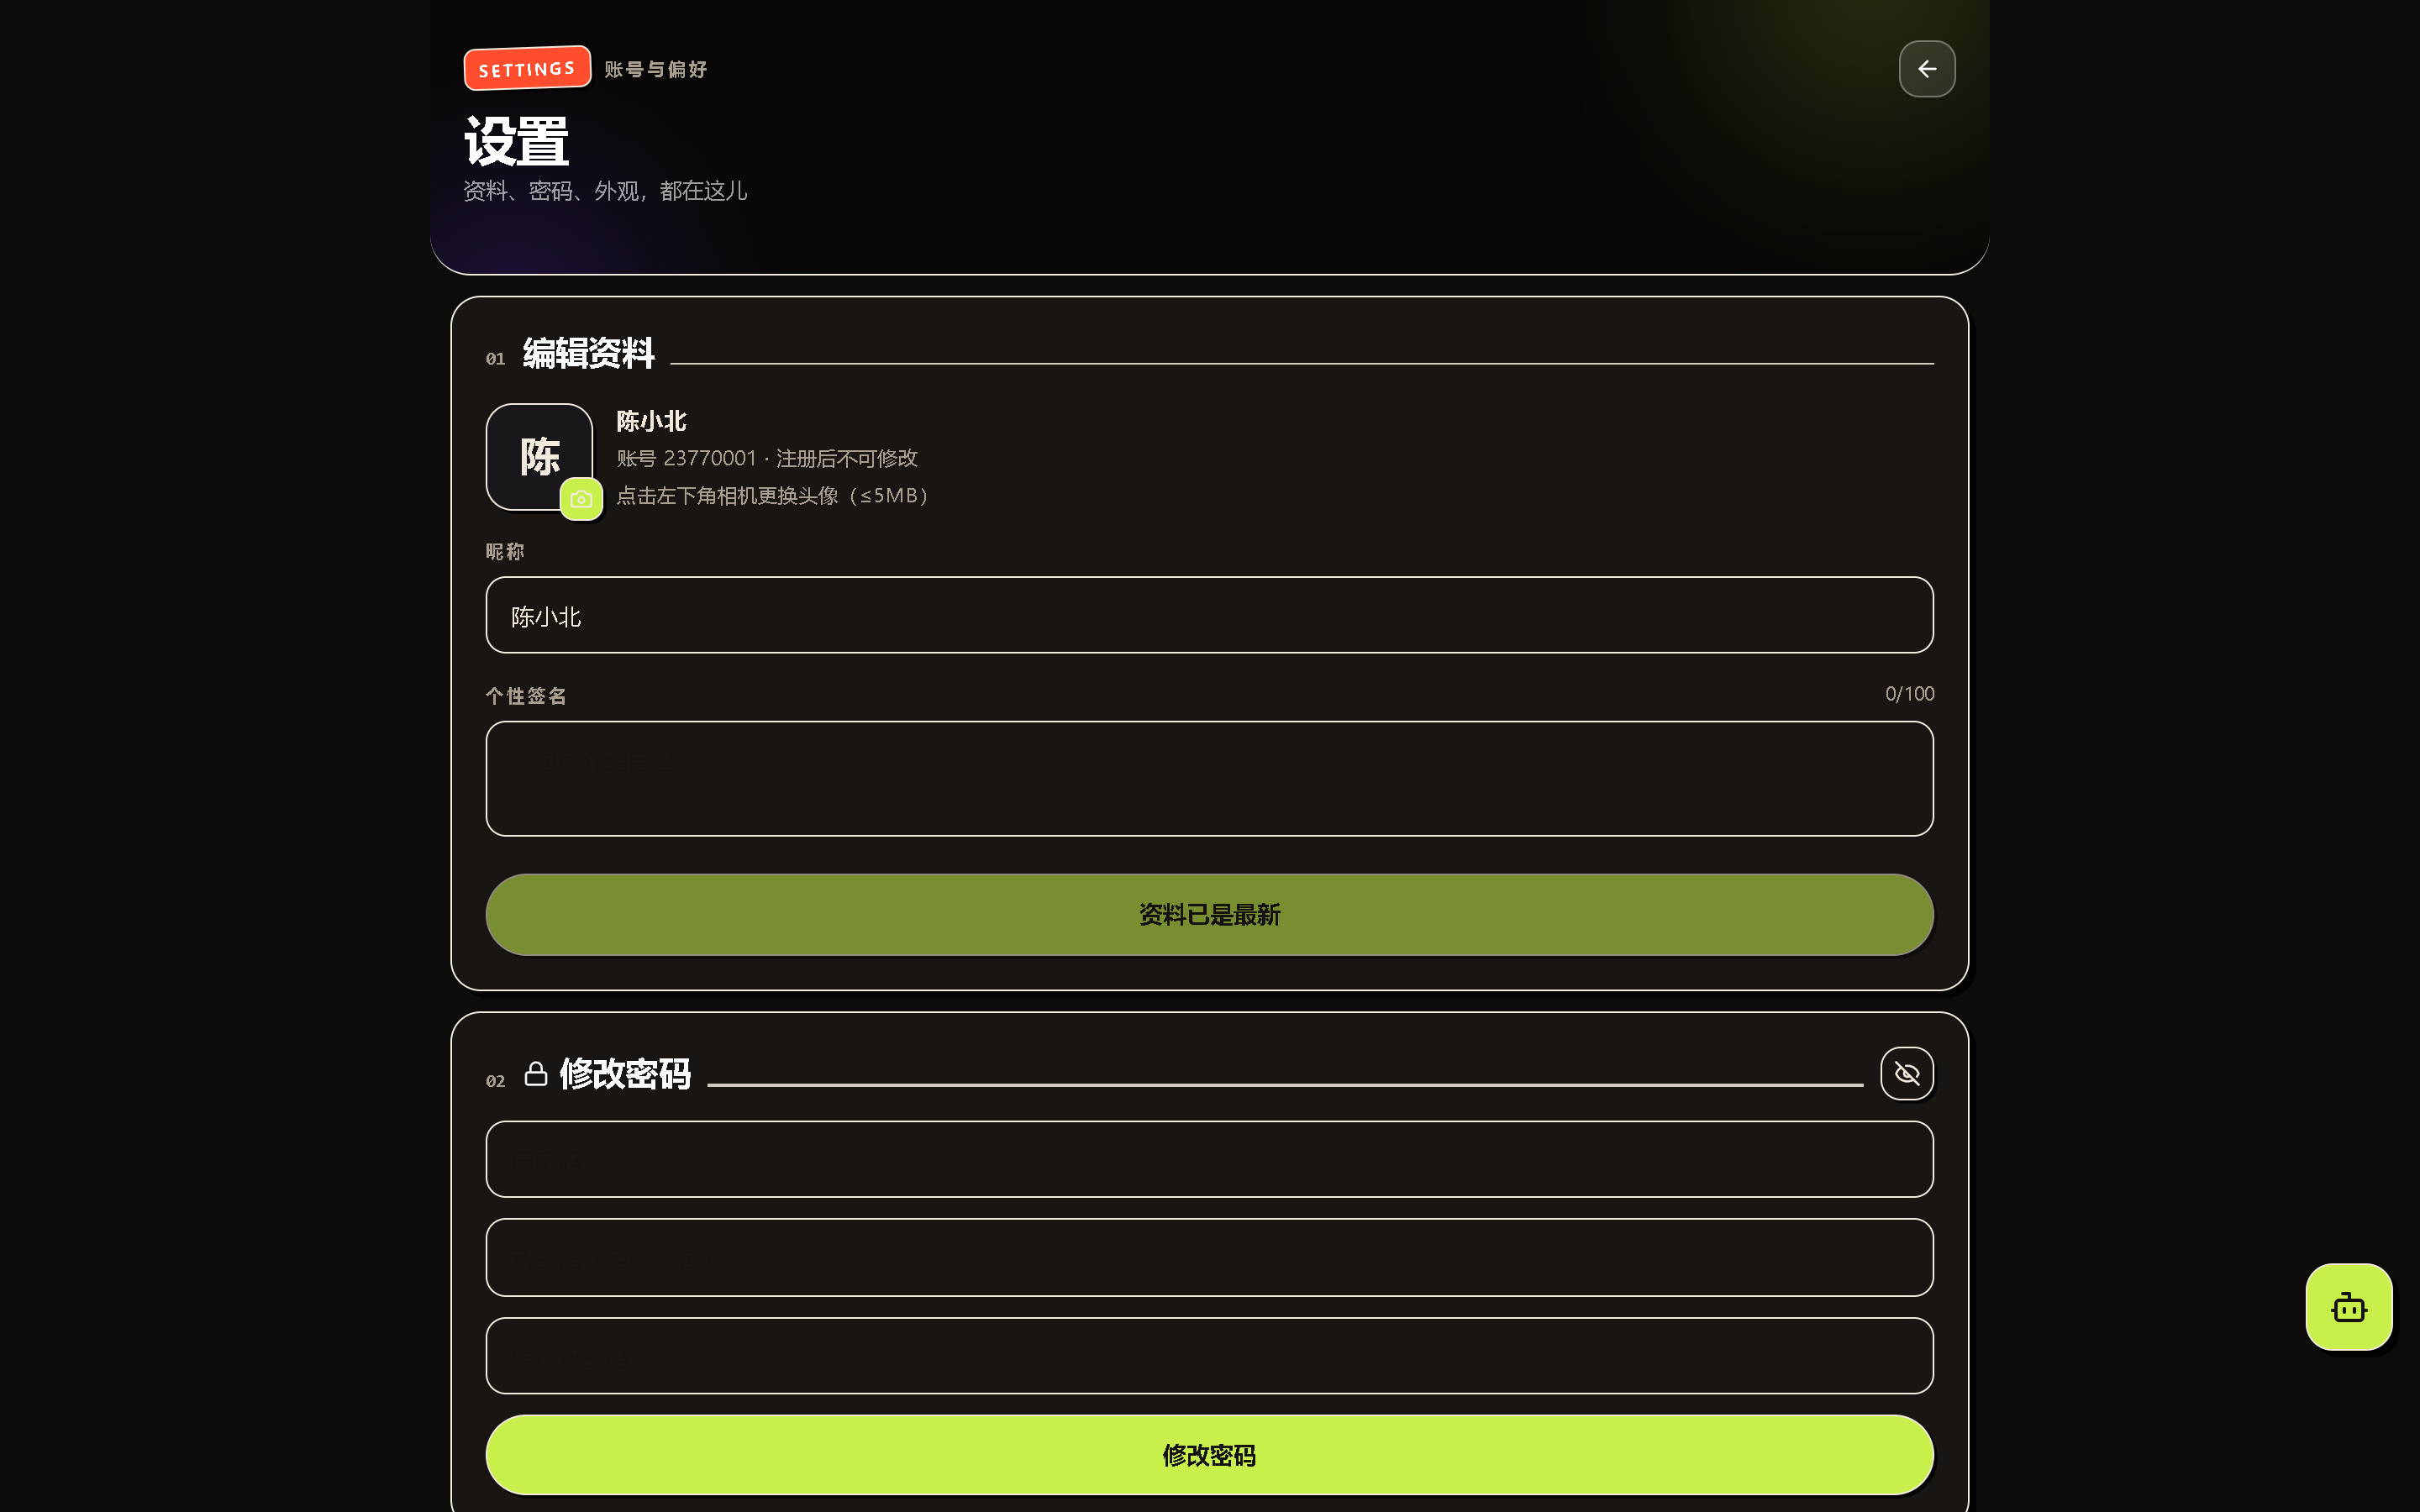 SETTINGS 账号与偏好
设置
资料、密码、外观，都在这儿
01 编辑资料
陈
陈小北
账号 23770001 · 注册后不可修改
点击左下角相机更换头像（≤5MB）
昵称
陈小北
个性签名 0/100
资料已是最新
02 修改密码
修改密码